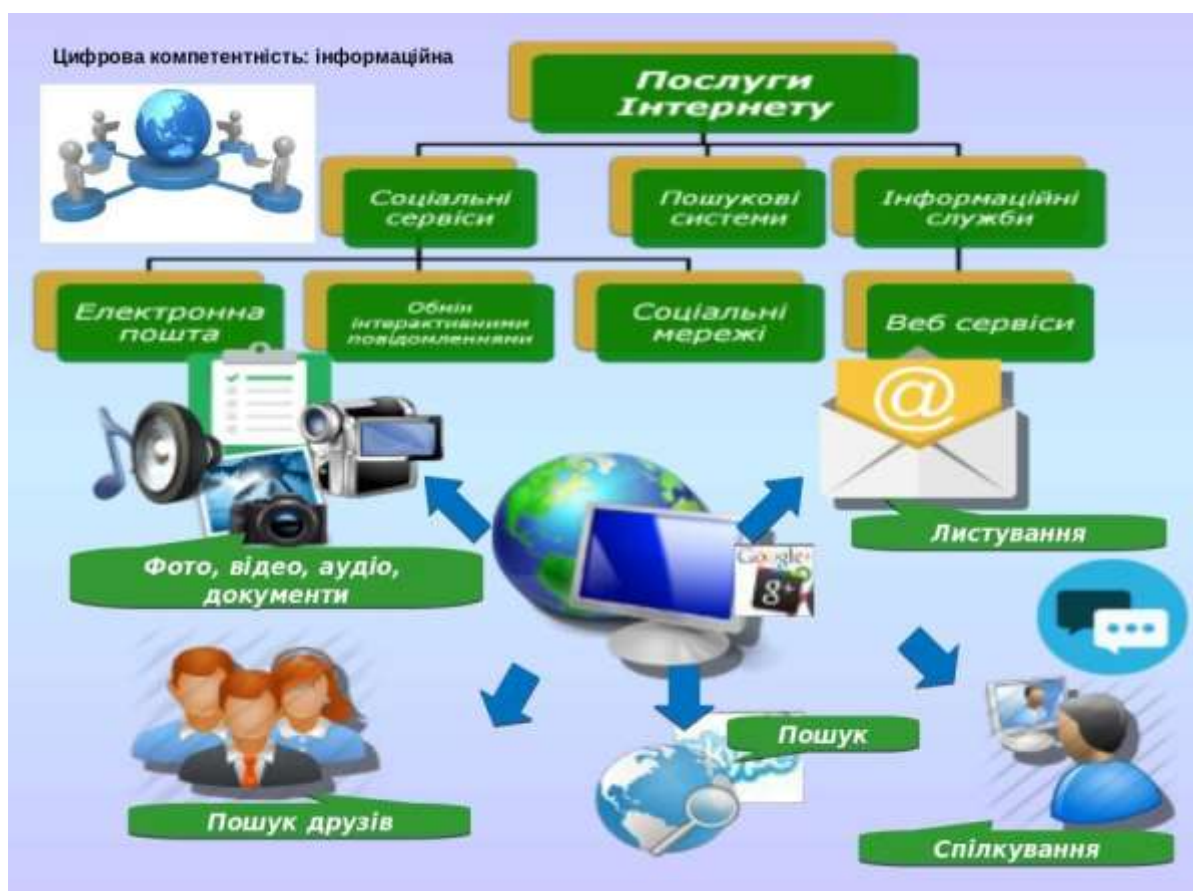 Цифрова компетентність: інформаційна
Послуги
Інтернету
Соціальні
сервіси
Пошукові
системи
Інформаційні
служби
Електронна
пошта
Обмін
інтерактивними
повідомленнями
Соціальні
мережі
Веб сервіси
@
Google+
g+
Фото, відео, аудіо,
документи
Листування
Пошук
Пошук друзів
Спілкування